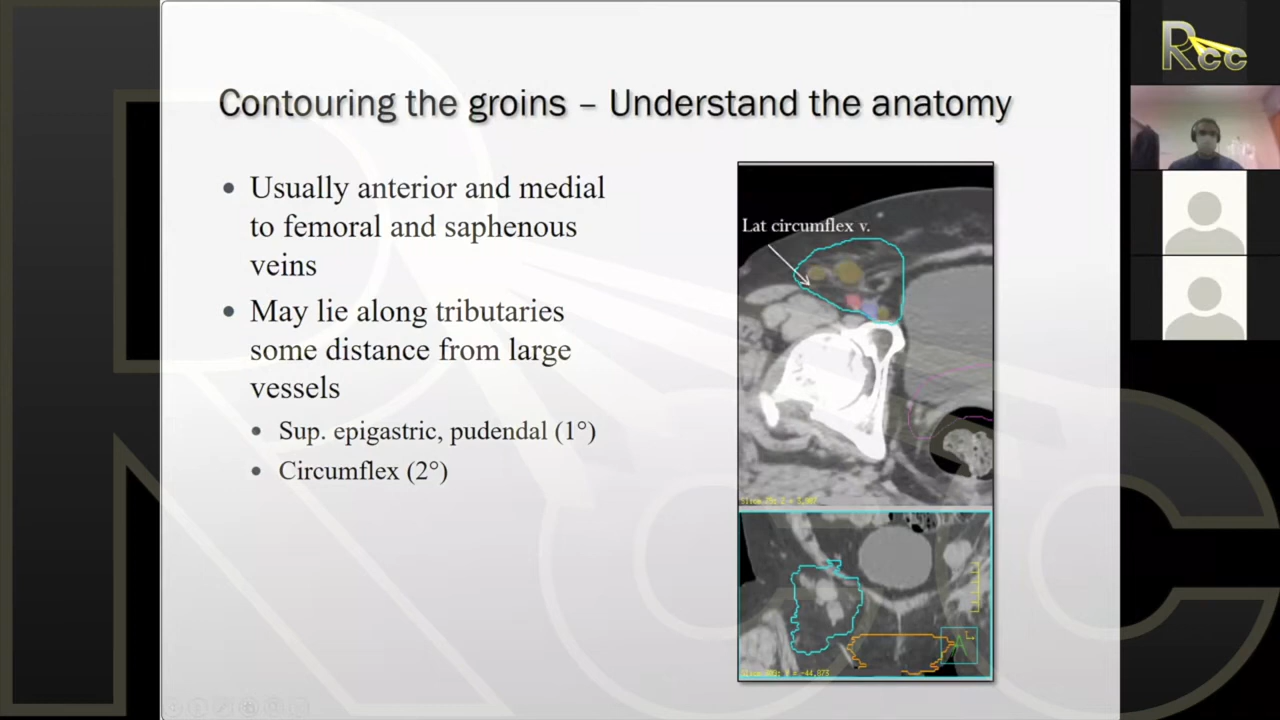 Contouring the groins – Understand the anatomy
• Usually anterior and medial
to femoral and saphenous
veins
• May lie along tributaries
some distance from large
vessels
• Sup. epigastric, pudendal (1°)
• Circumflex (2°)
Lat circumflex v.
Rcc